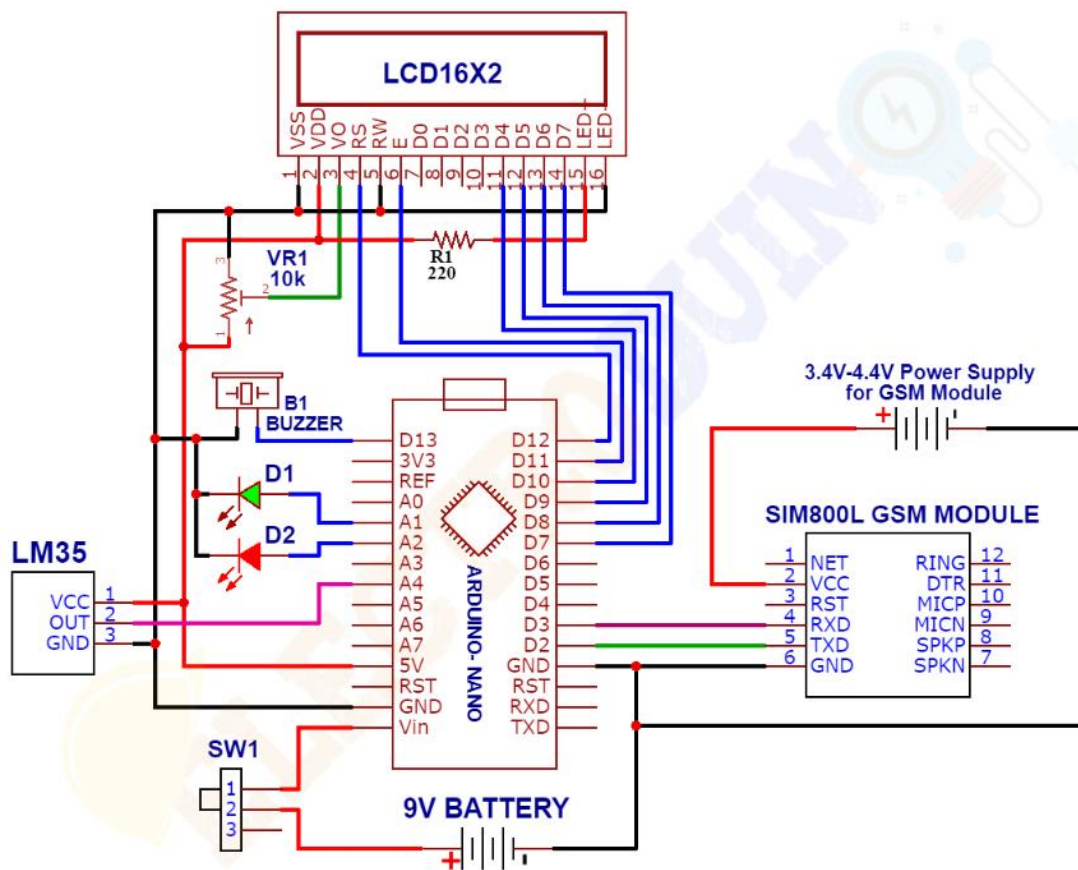 LCD16X2
VSS
VDD
VO
RS
RW
E
D0
D1
D2
D3
D4
D5
D6
D7
LED+
LED-
1
2
3
4
5
6
7
8
9
10
11
12
13
14
15
16
R1
220
VR1
10k
3
2
1
B1
BUZZER
D1
D2
LM35
VCC 1
OUT 2
GND 3
D13
3V3
REF
A0
A1
A2
A3
A4
A5
A6
A7
5V
RST
GND
Vin
ARDUINO-NANO
D12
D11
D10
D9
D8
D7
D6
D5
D4
D3
D2
GND
RST
RXD
TXD
3.4V-4.4V Power Supply
for GSM Module
+ -
SIM800L GSM MODULE
1 NET
2 VCC
3 RST
4 RXD
5 TXD
6 GND
RING 12
DTR 11
MICP 10
MICN 9
SPKP 8
SPKN 7
SW1
1
2
3
9V BATTERY
+ -